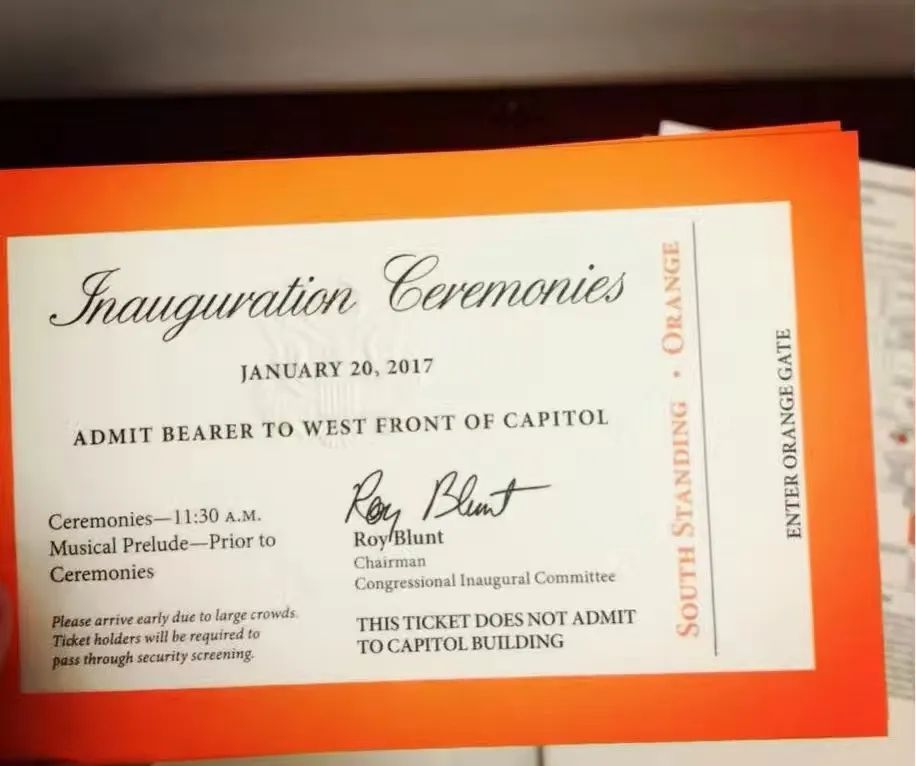 Inauguration Ceremonies
JANUARY 20, 2017
ADMIT BEARER TO WEST FRONT OF CAPITOL
Ceremonies—11:30 A.M.
Musical Prelude—Prior to
Ceremonies
Please arrive early due to large crowds.
Ticket holders will be required to
pass through security screening.
Roy Blunt
Roy Blunt
Chairman
Congressional Inaugural Committee
THIS TICKET DOES NOT ADMIT
TO CAPITOL BUILDING
SOUTH STANDING • ORANGE
ENTER ORANGE GATE